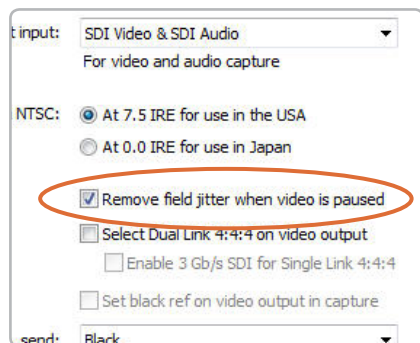 t input: SDI Video & SDI Audio
For video and audio capture
NTSC: At 7.5 IRE for use in the USA
At 0.0 IRE for use in Japan
Remove field jitter when video is paused
Select Dual Link 4:4:4 on video output
Enable 3 Gb/s SDI for Single Link 4:4:4
Set black ref on video output in capture
send: Black